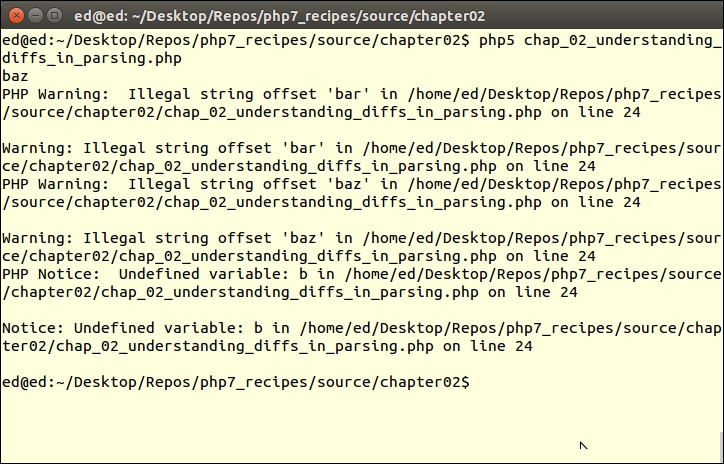 ed@ed: ~/Desktop/Repos/php7_recipes/source/chapter02
ed@ed:~/Desktop/Repos/php7_recipes/source/chapter02$ php5 chap_02_understanding_
diffs_in_parsing.php
baz
PHP Warning:  Illegal string offset 'bar' in /home/ed/Desktop/Repos/php7_recipes
/source/chapter02/chap_02_understanding_diffs_in_parsing.php on line 24

Warning: Illegal string offset 'bar' in /home/ed/Desktop/Repos/php7_recipes/sour
ce/chapter02/chap_02_understanding_diffs_in_parsing.php on line 24
PHP Warning:  Illegal string offset 'baz' in /home/ed/Desktop/Repos/php7_recipes
/source/chapter02/chap_02_understanding_diffs_in_parsing.php on line 24

Warning: Illegal string offset 'baz' in /home/ed/Desktop/Repos/php7_recipes/sour
ce/chapter02/chap_02_understanding_diffs_in_parsing.php on line 24
PHP Notice:  Undefined variable: b in /home/ed/Desktop/Repos/php7_recipes/source
/chapter02/chap_02_understanding_diffs_in_parsing.php on line 24

Notice: Undefined variable: b in /home/ed/Desktop/Repos/php7_recipes/source/chap
ter02/chap_02_understanding_diffs_in_parsing.php on line 24

ed@ed:~/Desktop/Repos/php7_recipes/source/chapter02$